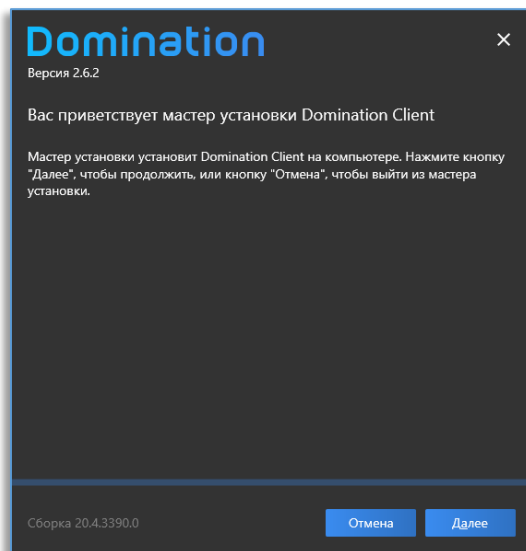 Domination
Версия 2.6.2
Вас приветствует мастер установки Domination Client
Мастер установки установит Domination Client на компьютере. Нажмите кнопку
"Далее", чтобы продолжить, или кнопку "Отмена", чтобы выйти из мастера
установки.
Сборка 20.4.3390.0
Отмена
Далее